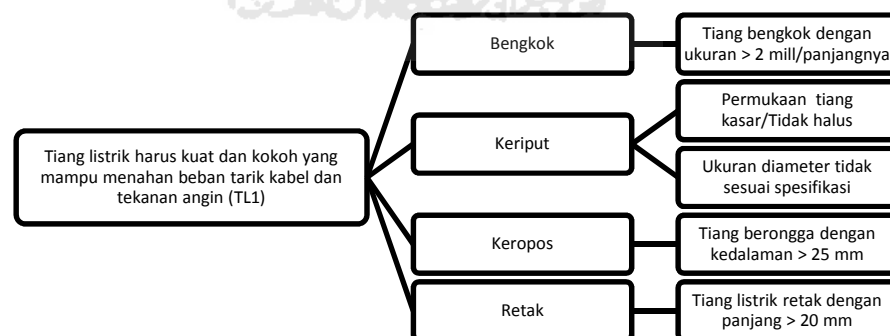 Bengkok
Tiang bengkok dengan
ukuran > 2 mill/panjangnya
Permukaan tiang
kasar/Tidak halus
Keriput
Ukuran diameter tidak
sesuai spesifikasi
Tiang listrik harus kuat dan kokoh yang
mampu menahan beban tarik kabel dan
tekanan angin (TL1)
Keropos
Tiang berongga dengan
kedalaman > 25 mm
Retak
Tiang listrik retak dengan
panjang > 20 mm